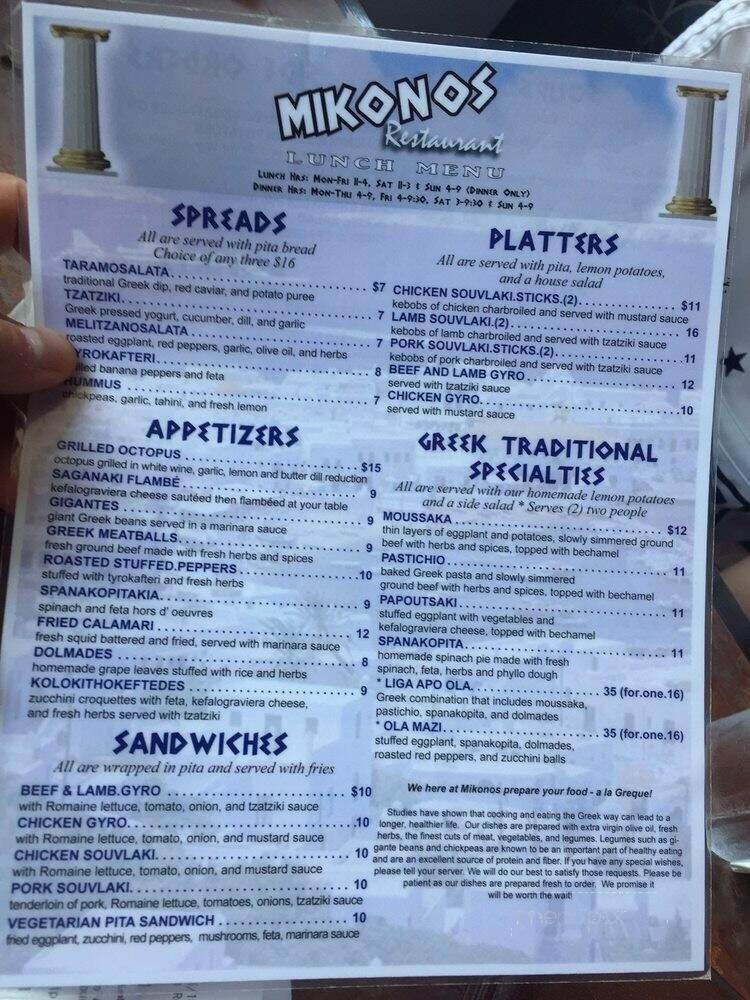 MIKONOS
Restaurant
LUNCH MENU
LUNCH HRS: MON-FRI 11-4, SAT 11-3 & SUN 4-9 (DINNER ONLY)
DINNER HRS: MON-THU 4-9, FRI 4-9:30, SAT 3-9:30 & SUN 4-9
SPREADS
All are served with pita bread
Choice of any three $16
TARAMOSALATA $7
traditional Greek dip, red caviar, and potato puree
TZATZIKI 7
Greek pressed yogurt, cucumber, dill, and garlic
MELITZANOSALATA 7
roasted eggplant, red peppers, garlic, olive oil, and herbs
YROKAFTERI 8
banana peppers and feta
HUMMUS 7
chickpeas, garlic, tahini, and fresh lemon
APPETIZERS
GRILLED OCTOPUS $15
octopus grilled in white wine, garlic, lemon and butter dill reduction
SAGANAKI FLAMBÉ 9
kefalograviera cheese sautéed then flambéed at your table
GIGANTES 9
giant Greek beans served in a marinara sauce
GREEK MEATBALLS 9
fresh ground beef made with fresh herbs and spices
ROASTED STUFFED.PEPPERS 10
stuffed with tyrokafteri and fresh herbs
SPANAKOPITAKIA 9
spinach and feta hors d' oeuvres
FRIED CALAMARI 12
fresh squid battered and fried, served with marinara sauce
DOLMADES 8
homemade grape leaves stuffed with rice and herbs
KOLOKITHOKEFTEDES 9
zucchini croquettes with feta, kefalograviera cheese,
and fresh herbs served with tzatziki
SANDWICHES
All are wrapped in pita and served with fries
BEEF & LAMB.GYRO $10
with Romaine lettuce, tomato, onion, and tzatziki sauce
CHICKEN GYRO 10
with Romaine lettuce, tomato, onion, and mustard sauce
CHICKEN SOUVLAKI 10
with Romaine lettuce, tomato, onion, and mustard sauce
PORK SOUVLAKI 10
tenderloin of pork, Romaine lettuce, tomatoes, onions, tzatziki sauce
VEGETARIAN PITA SANDWICH 10
fried eggplant, zucchini, red peppers, mushrooms, feta, marinara sauce
PLATTERS
All are served with pita, lemon potatoes,
and a house salad
CHICKEN SOUVLAKI.STICKS.(2) $11
kebobs of chicken charbroiled and served with mustard sauce
LAMB SOUVLAKI.(2) 16
kebobs of lamb charbroiled and served with tzatziki sauce
PORK SOUVLAKI.STICKS.(2) 11
kebobs of pork charbroiled and served with tzatziki sauce
BEEF AND LAMB GYRO 12
served with tzatziki sauce
CHICKEN GYRO 10
served with mustard sauce
GREEK TRADITIONAL
SPECIALTIES
All are served with our homemade lemon potatoes
and a side salad * Serves (2) two people
MOUSSAKA $12
thin layers of eggplant and potatoes, slowly simmered ground
beef with herbs and spices, topped with bechamel
PASTICHIO 11
baked Greek pasta and slowly simmered
ground beef with herbs and spices, topped with bechamel
PAPOUTSAKI 11
stuffed eggplant with vegetables and
kefalograviera cheese, topped with bechamel
SPANAKOPITA 11
homemade spinach pie made with fresh
spinach, feta, herbs and phyllo dough
* LIGA APO OLA 35 (for.one.16)
Greek combination that includes moussaka,
pastichio, spanakopita, and dolmades
* OLA MAZI 35 (for.one.16)
stuffed eggplant, spanakopita, dolmades,
roasted red peppers, and zucchini balls
We here at Mikonos prepare your food - a la Greque!
Studies have shown that cooking and eating the Greek way can lead to a
longer, healthier life. Our dishes are prepared with extra virgin olive oil, fresh
herbs, the finest cuts of meat, vegetables, and legumes. Legumes such as gi-
gante beans and chickpeas are known to be an important part of healthy eating
and are an excellent source of protein and fiber. If you have any special wishes,
please tell your server. We will do our best to satisfy those requests. Please be
patient as our dishes are prepared fresh to order. We promise it
will be worth the wait!